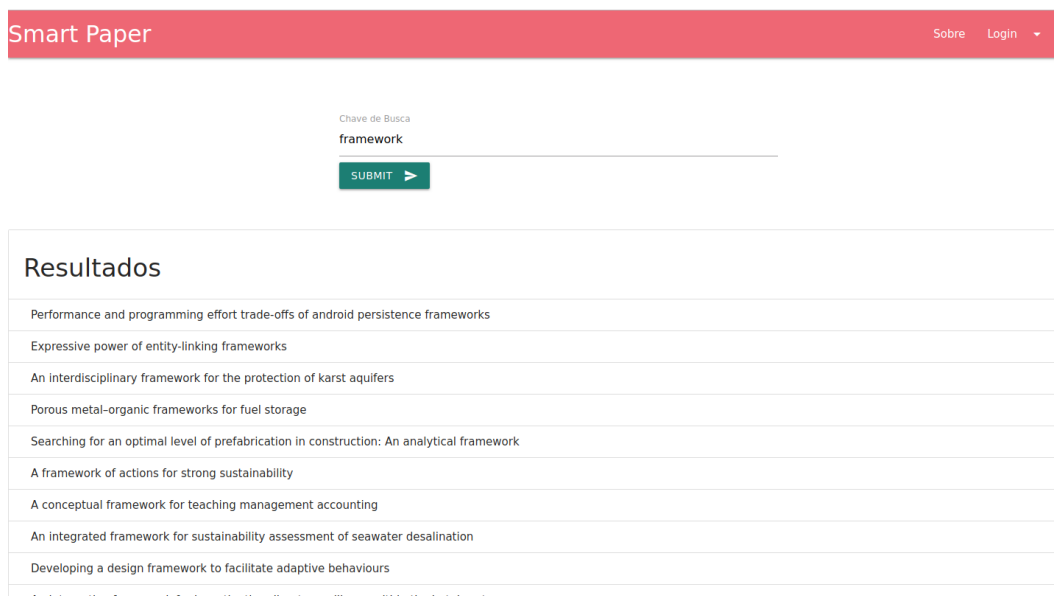 Smart Paper
Sobre Login
Chave de Busca
framework
SUBMIT
Resultados
Performance and programming effort trade-offs of android persistence frameworks
Expressive power of entity-linking frameworks
An interdisciplinary framework for the protection of karst aquifers
Porous metal–organic frameworks for fuel storage
Searching for an optimal level of prefabrication in construction: An analytical framework
A framework of actions for strong sustainability
A conceptual framework for teaching management accounting
An integrated framework for sustainability assessment of seawater desalination
Developing a design framework to facilitate adaptive behaviours